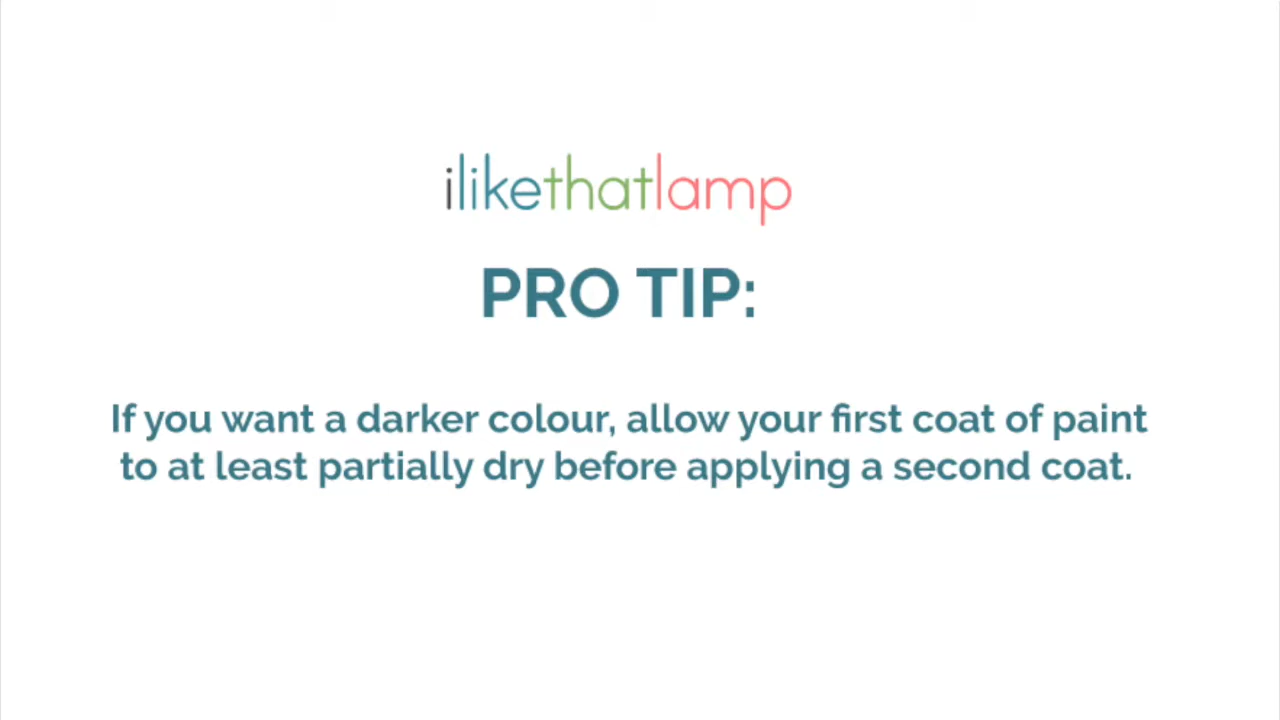 ilikethatlamp
PRO TIP:
If you want a darker colour, allow your first coat of paint
to at least partially dry before applying a second coat.